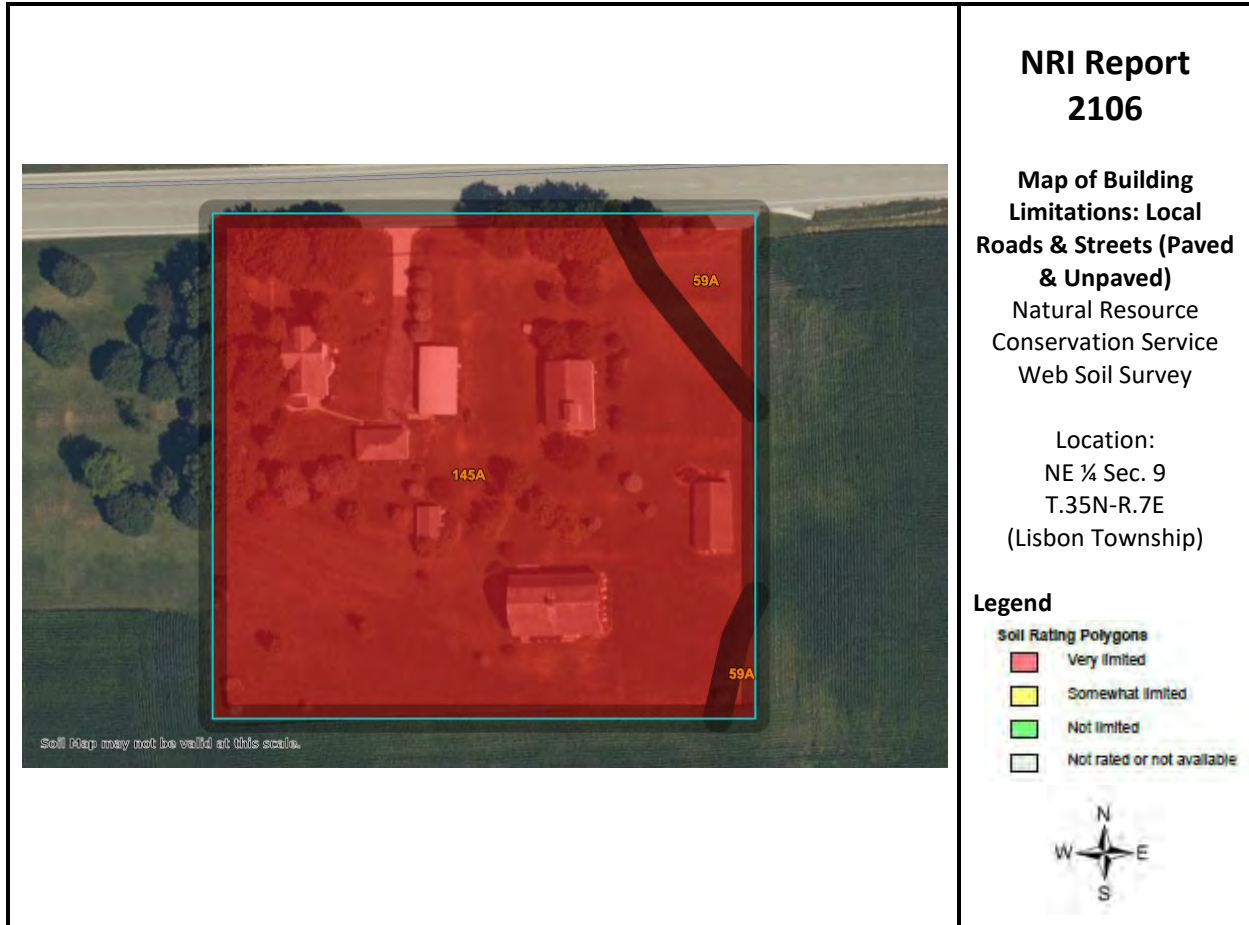 NRI Report
2106
Map of Building
Limitations: Local
Roads & Streets (Paved
& Unpaved)
Natural Resource
Conservation Service
Web Soil Survey
Location:
NE ¼ Sec. 9
T.35N-R.7E
(Lisbon Township)
Legend
Soil Rating Polygons
Very limited
Somewhat limited
Not limited
Not rated or not available
N
W E
S
59A
145A
59A
Soil Map may not be valid at this scale.